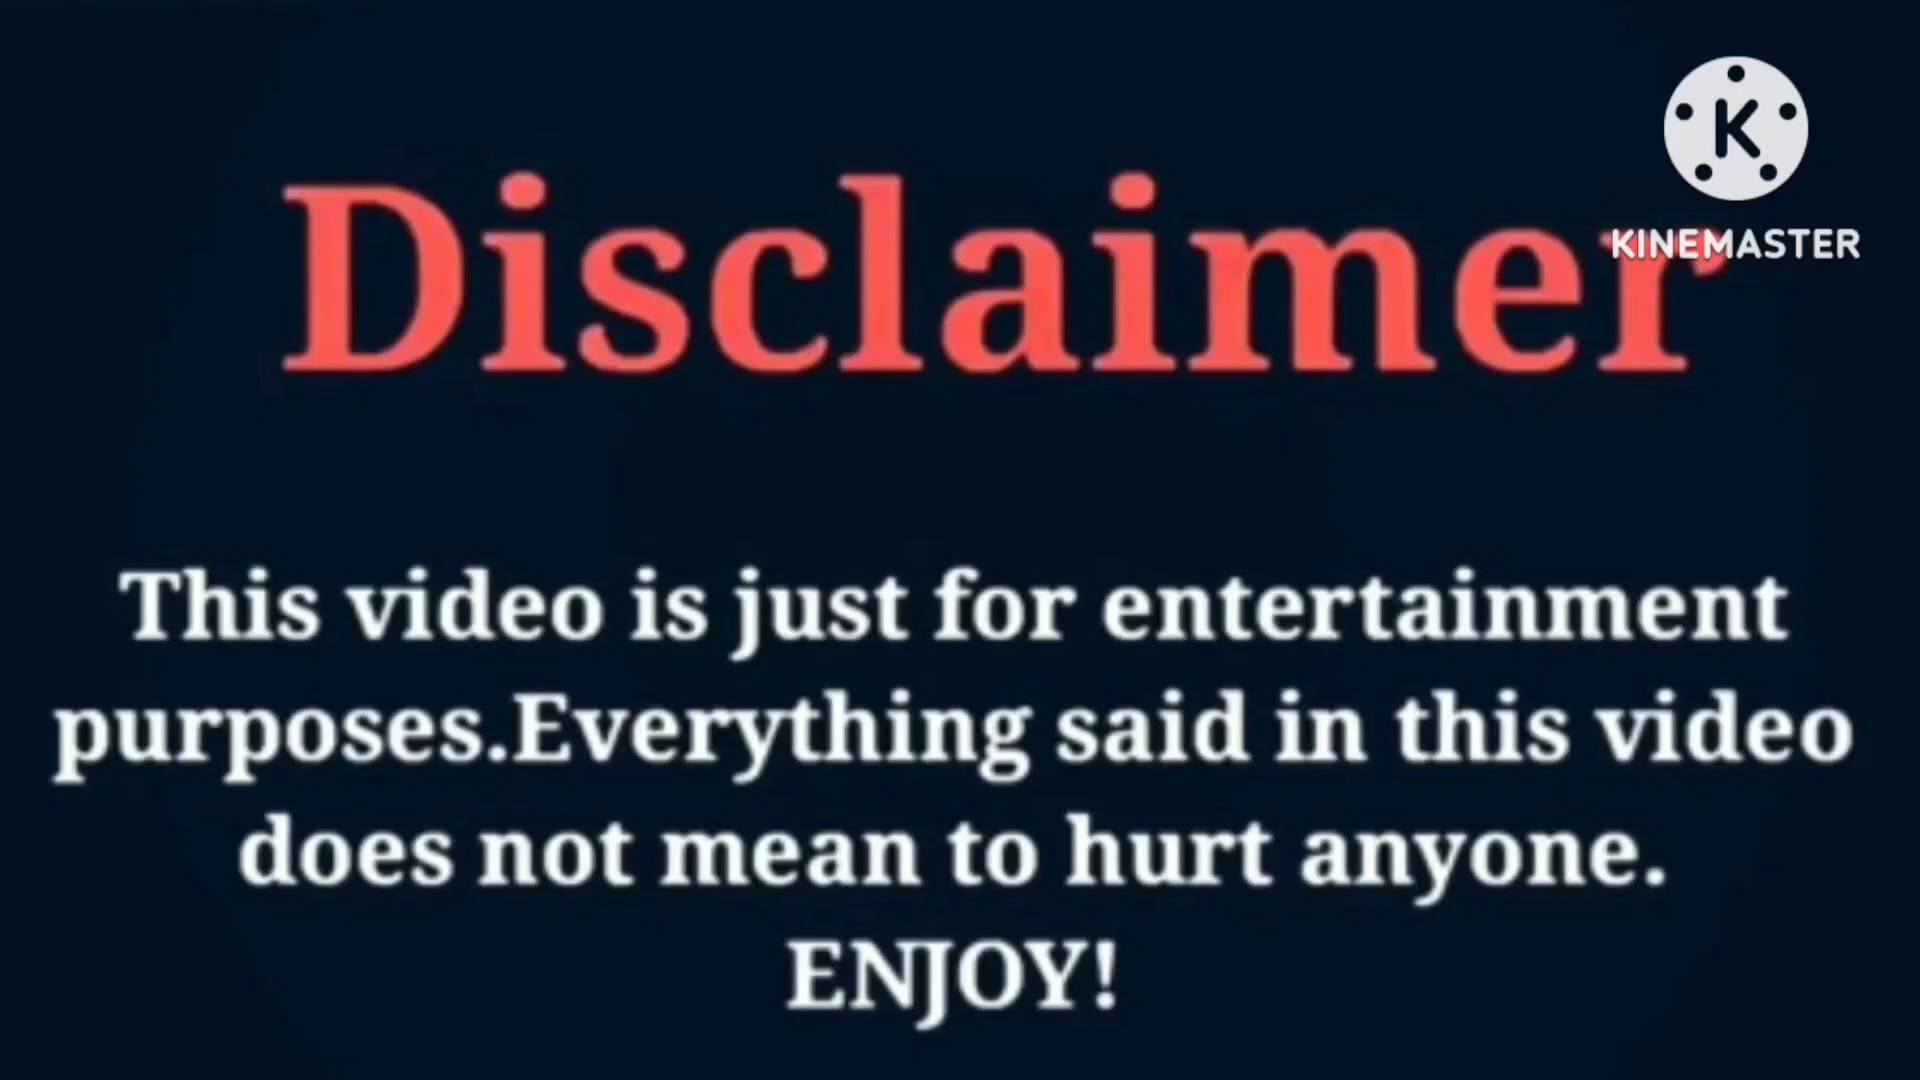 K
KINEMASTER
Disclaimer
This video is just for entertainment
purposes.Everything said in this video
does not mean to hurt anyone.
ENJOY!